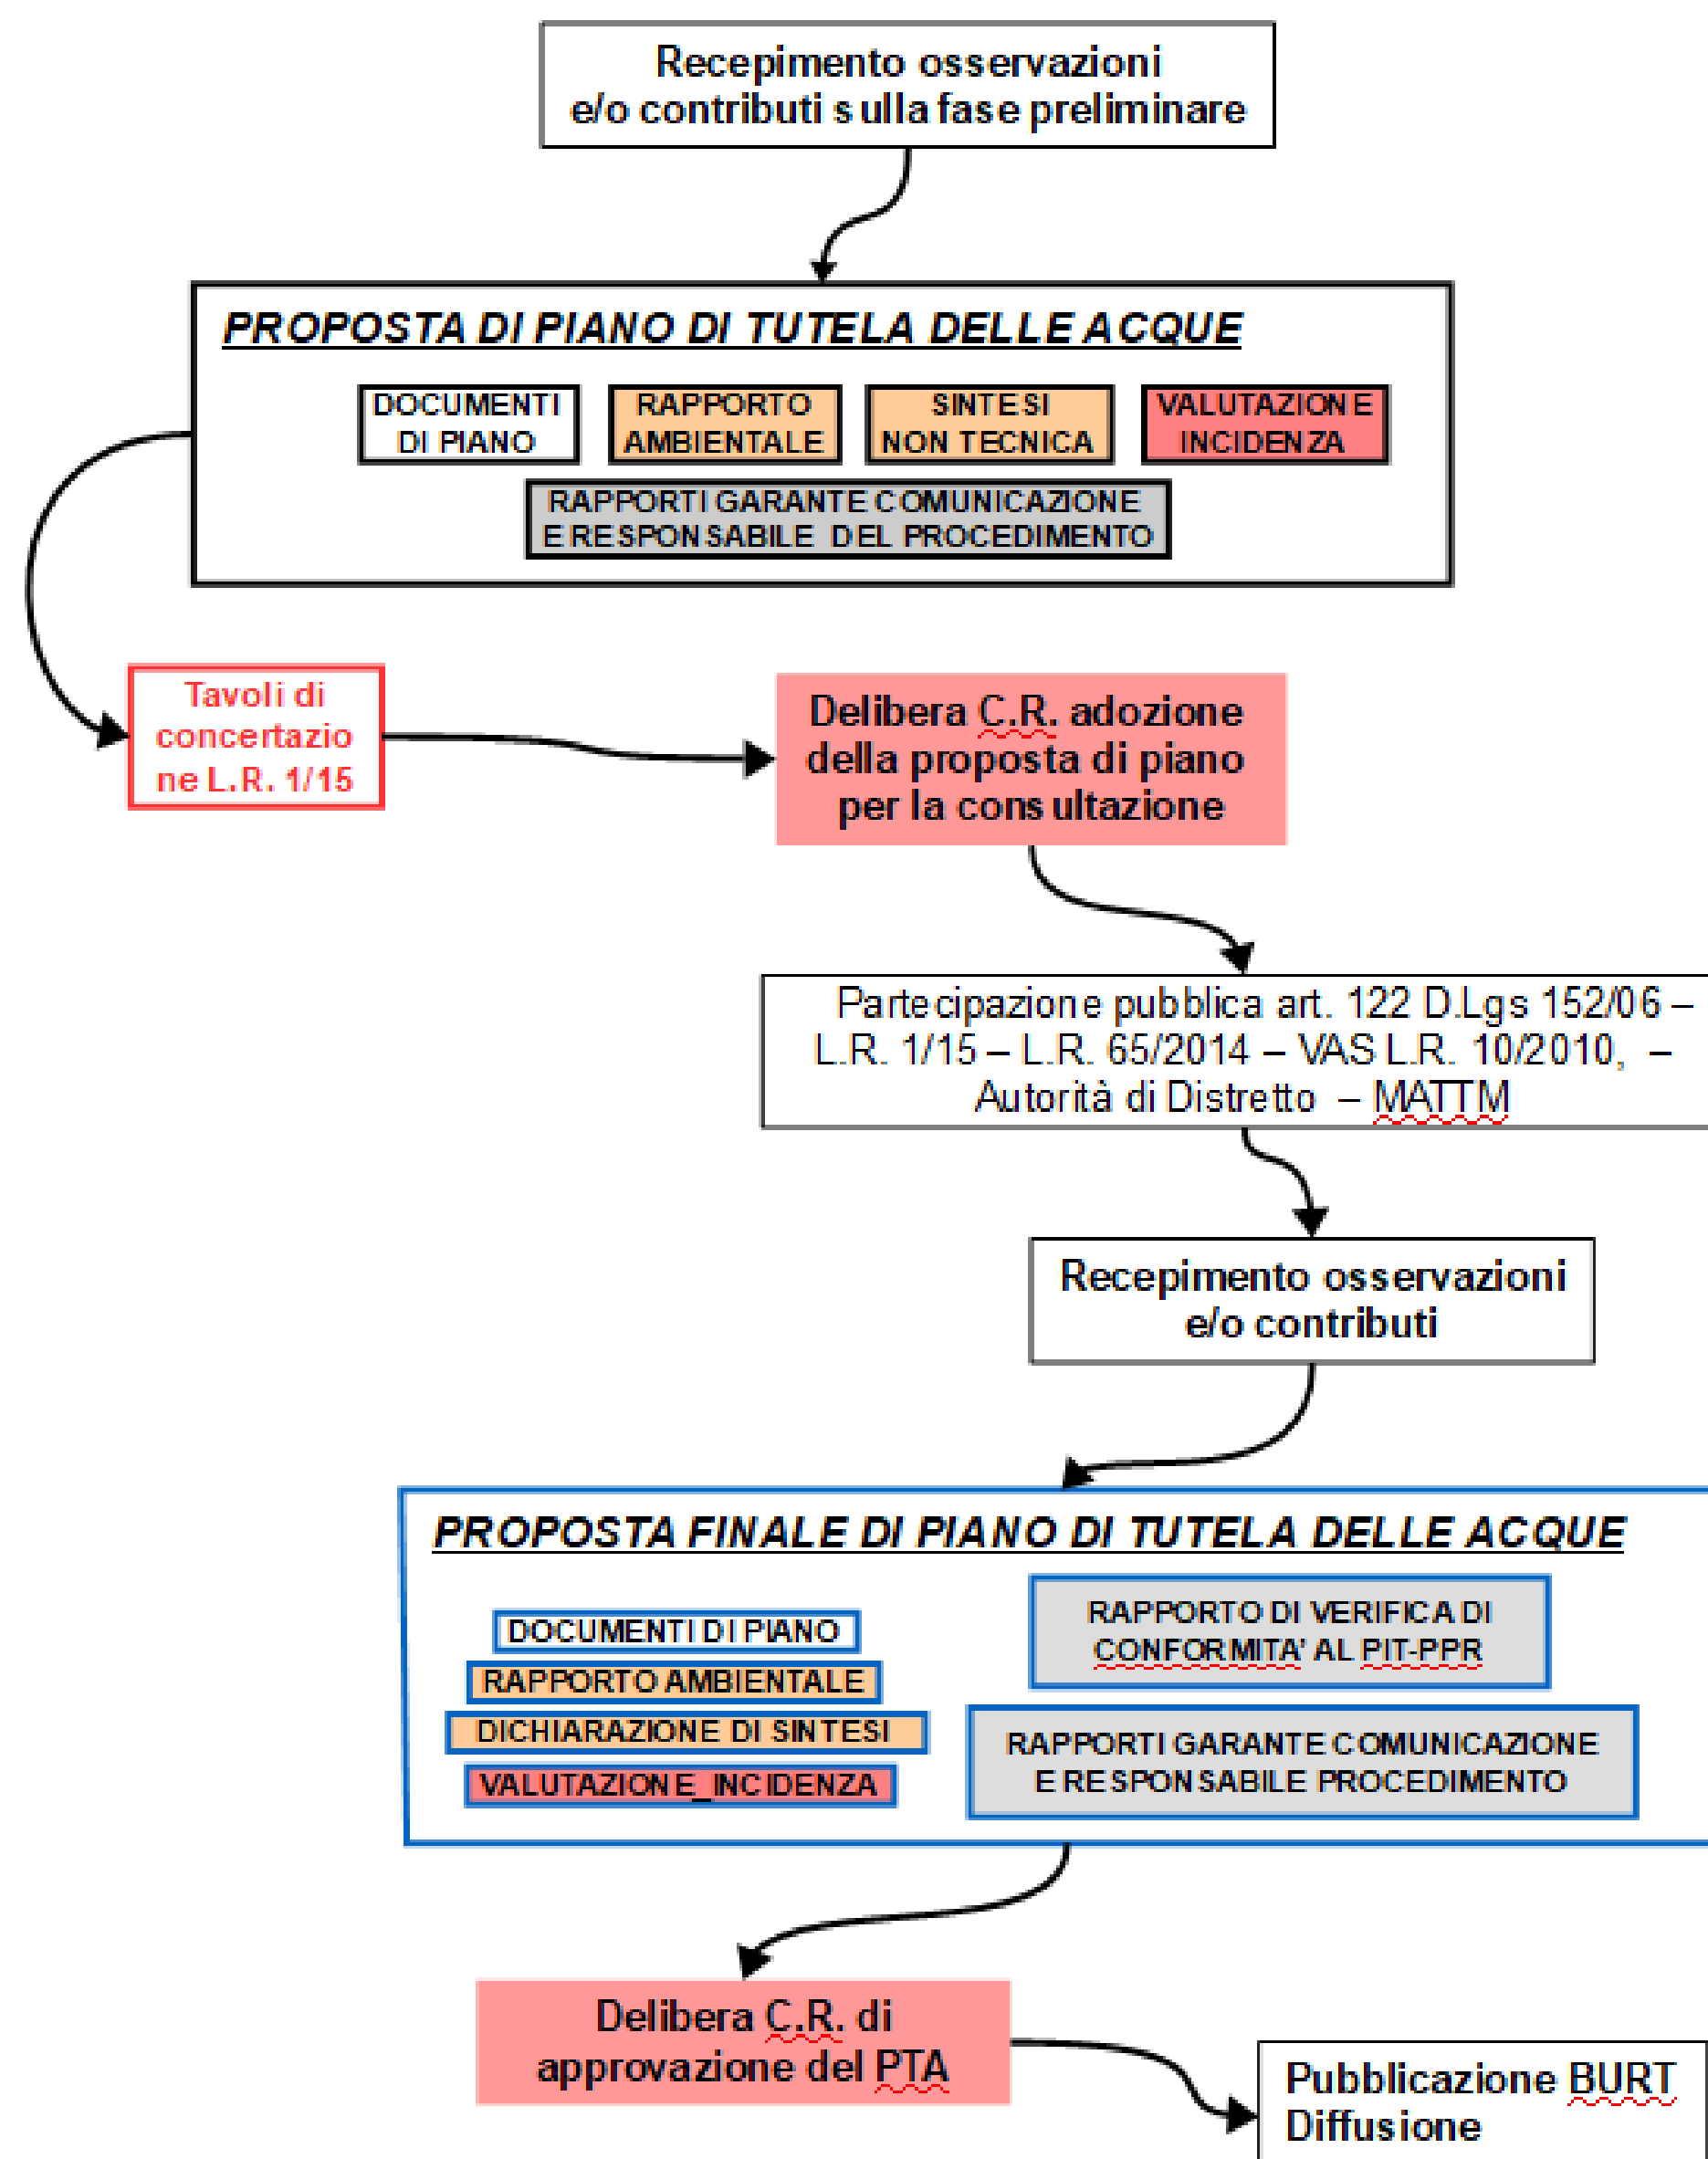 Recepimento osservazioni
e/o contributi sulla fase preliminare
PROPOSTA DI PIANO DI TUTELA DELLE ACQUE
DOCUMENTI
DI PIANO
RAPPORTO
AMBIENTALE
SINTESI
NON TECNICA
VALUTAZIONE
INCIDENZA
RAPPORTI GARANTE COMUNICAZIONE
E RESPONSABILE DEL PROCEDIMENTO
Tavoli di
concertazio
ne L.R. 1/15
Delibera C.R. adozione
della proposta di piano
per la consultazione
Partecipazione pubblica art. 122 D.Lgs 152/06 –
L.R. 1/15 – L.R. 65/2014 – VAS L.R. 10/2010, –
Autorità di Distretto – MATTM
Recepimento osservazioni
e/o contributi
PROPOSTA FINALE DI PIANO DI TUTELA DELLE ACQUE
DOCUMENTI DI PIANO
RAPPORTO AMBIENTALE
DICHIARAZIONE DI SINTESI
VALUTAZIONE_INCIDENZA
RAPPORTO DI VERIFICA DI
CONFORMITA' AL PIT-PPR
RAPPORTI GARANTE COMUNICAZIONE
E RESPONSABILE PROCEDIMENTO
Delibera C.R. di
approvazione del PTA
Pubblicazione BURT
Diffusione